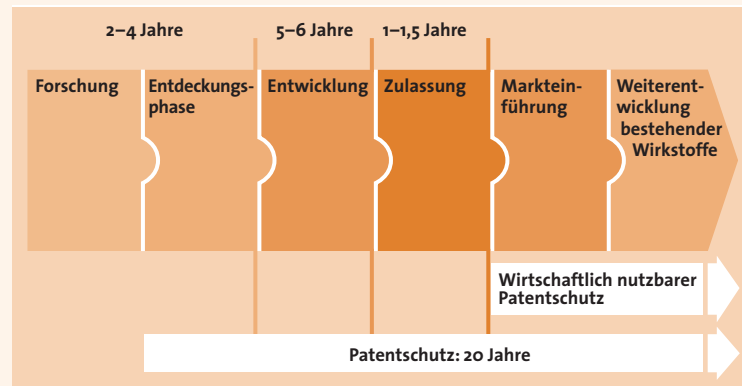 2–4 Jahre
5–6 Jahre
1–1,5 Jahre
Forschung
Entdeckungs-
phase
Entwicklung
Zulassung
Marktein-
führung
Weiterent-
wicklung
bestehender
Wirkstoffe
Wirtschaftlich nutzbarer
Patentschutz
Patentschutz: 20 Jahre